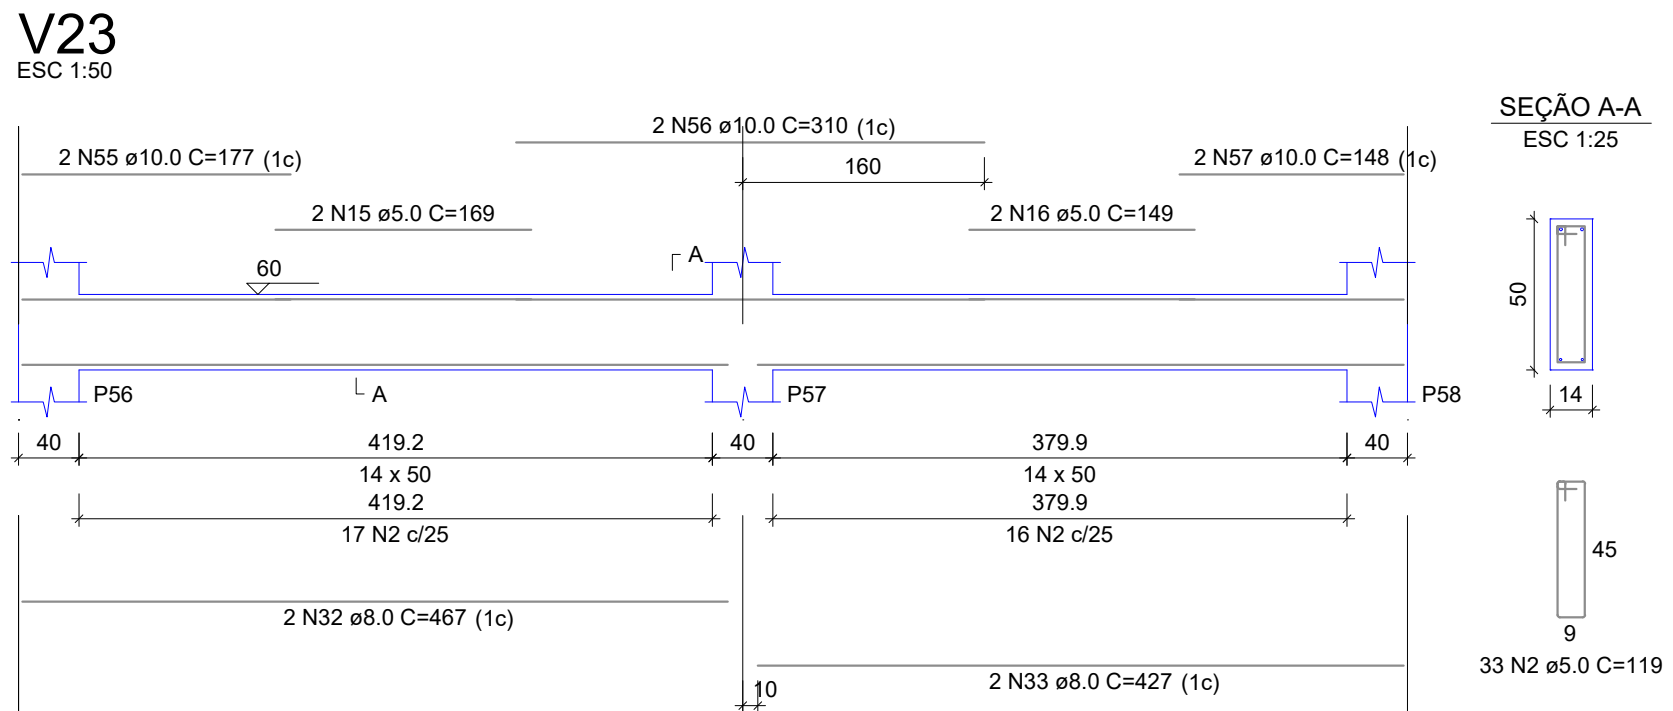 V23
ESC 1:50
SEÇÃO A-A
ESC 1:25
2 N56 ø10.0 C=310 (1c)
2 N55 ø10.0 C=177 (1c)
160
2 N57 ø10.0 C=148 (1c)
2 N15 ø5.0 C=169
2 N16 ø5.0 C=149
A
60
50
P56
A
P57
P58
14
40
419.2
40
379.9
40
14 x 50
14 x 50
419.2
379.9
17 N2 c/25
16 N2 c/25
45
2 N32 ø8.0 C=467 (1c)
9
33 N2 ø5.0 C=119
10
2 N33 ø8.0 C=427 (1c)